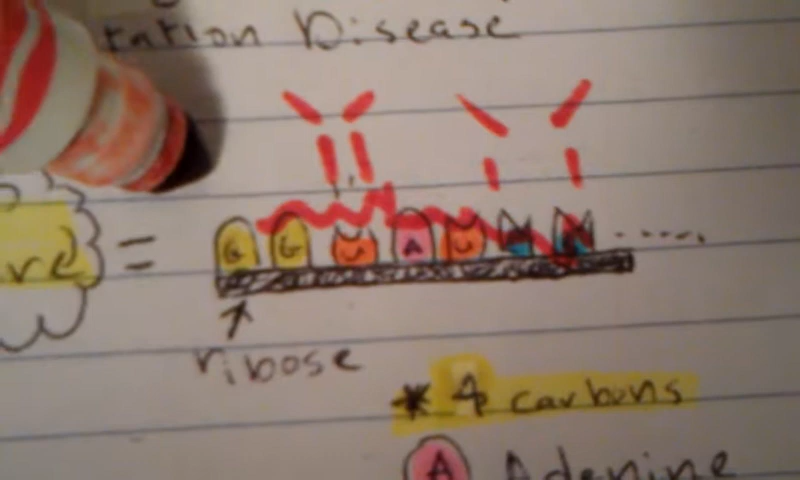 tation Disease
=
G G U A U
ribose
* 4 carbons
A Adenine